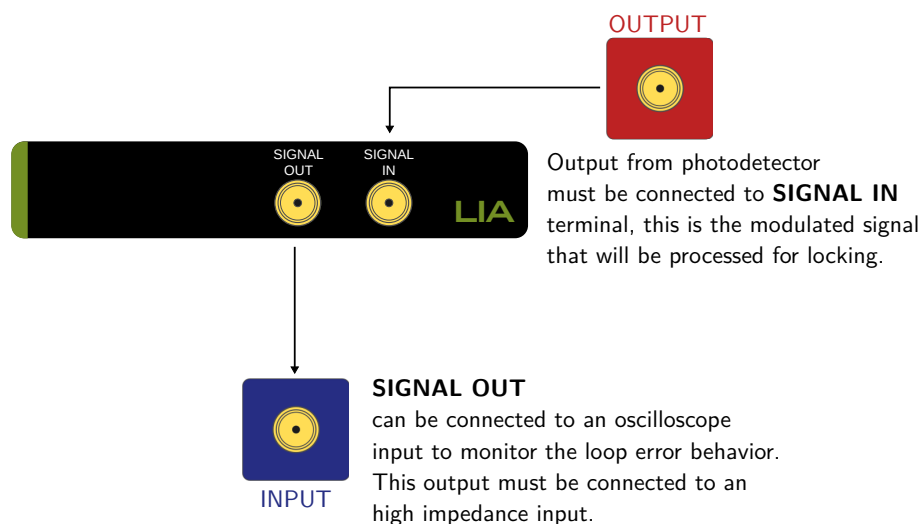 OUTPUT
SIGNAL
OUT
SIGNAL
IN
LIA
Output from photodetector
must be connected to SIGNAL IN
terminal, this is the modulated signal
that will be processed for locking.
SIGNAL OUT
can be connected to an oscilloscope
input to monitor the loop error behavior.
This output must be connected to an
high impedance input.
INPUT